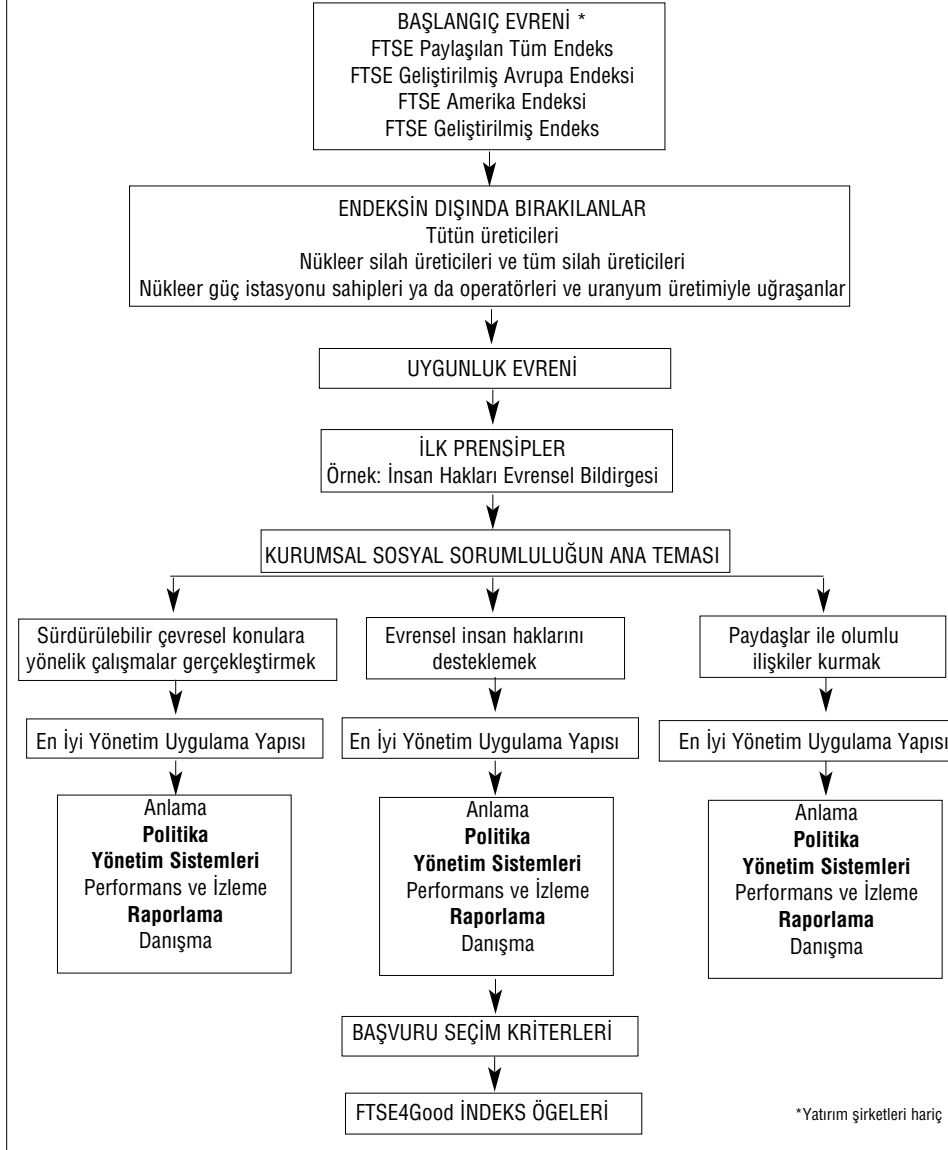 BAŞLANGIÇ EVRENİ *
FTSE Paylaşılan Tüm Endeks
FTSE Geliştirilmiş Avrupa Endeksi
FTSE Amerika Endeksi
FTSE Geliştirilmiş Endeks
ENDEKSİN DIŞINDA BIRAKILANLAR
Tütün üreticileri
Nükleer silah üreticileri ve tüm silah üreticileri
Nükleer güç istasyonu sahipleri ya da operatörleri ve uranyum üretimiyle uğraşanlar
UYGUNLUK EVRENİ
İLK PRENSİPLER
Örnek: İnsan Hakları Evrensel Bildirgesi
KURUMSAL SOSYAL SORUMLULUĞUN ANA TEMASI
Sürdürülebilir çevresel konulara
yönelik çalışmalar gerçekleştirmek
Evrensel insan haklarını
desteklemek
Paydaşlar ile olumlu
ilişkiler kurmak
En İyi Yönetim Uygulama Yapısı
En İyi Yönetim Uygulama Yapısı
En İyi Yönetim Uygulama Yapısı
Anlama
Politika
Yönetim Sistemleri
Performans ve İzleme
Raporlama
Danışma
Anlama
Politika
Yönetim Sistemleri
Performans ve İzleme
Raporlama
Danışma
Anlama
Politika
Yönetim Sistemleri
Performans ve İzleme
Raporlama
Danışma
BAŞVURU SEÇİM KRİTERLERİ
FTSE4Good İNDEKS ÖGELERİ
*Yatırım şirketleri hariç